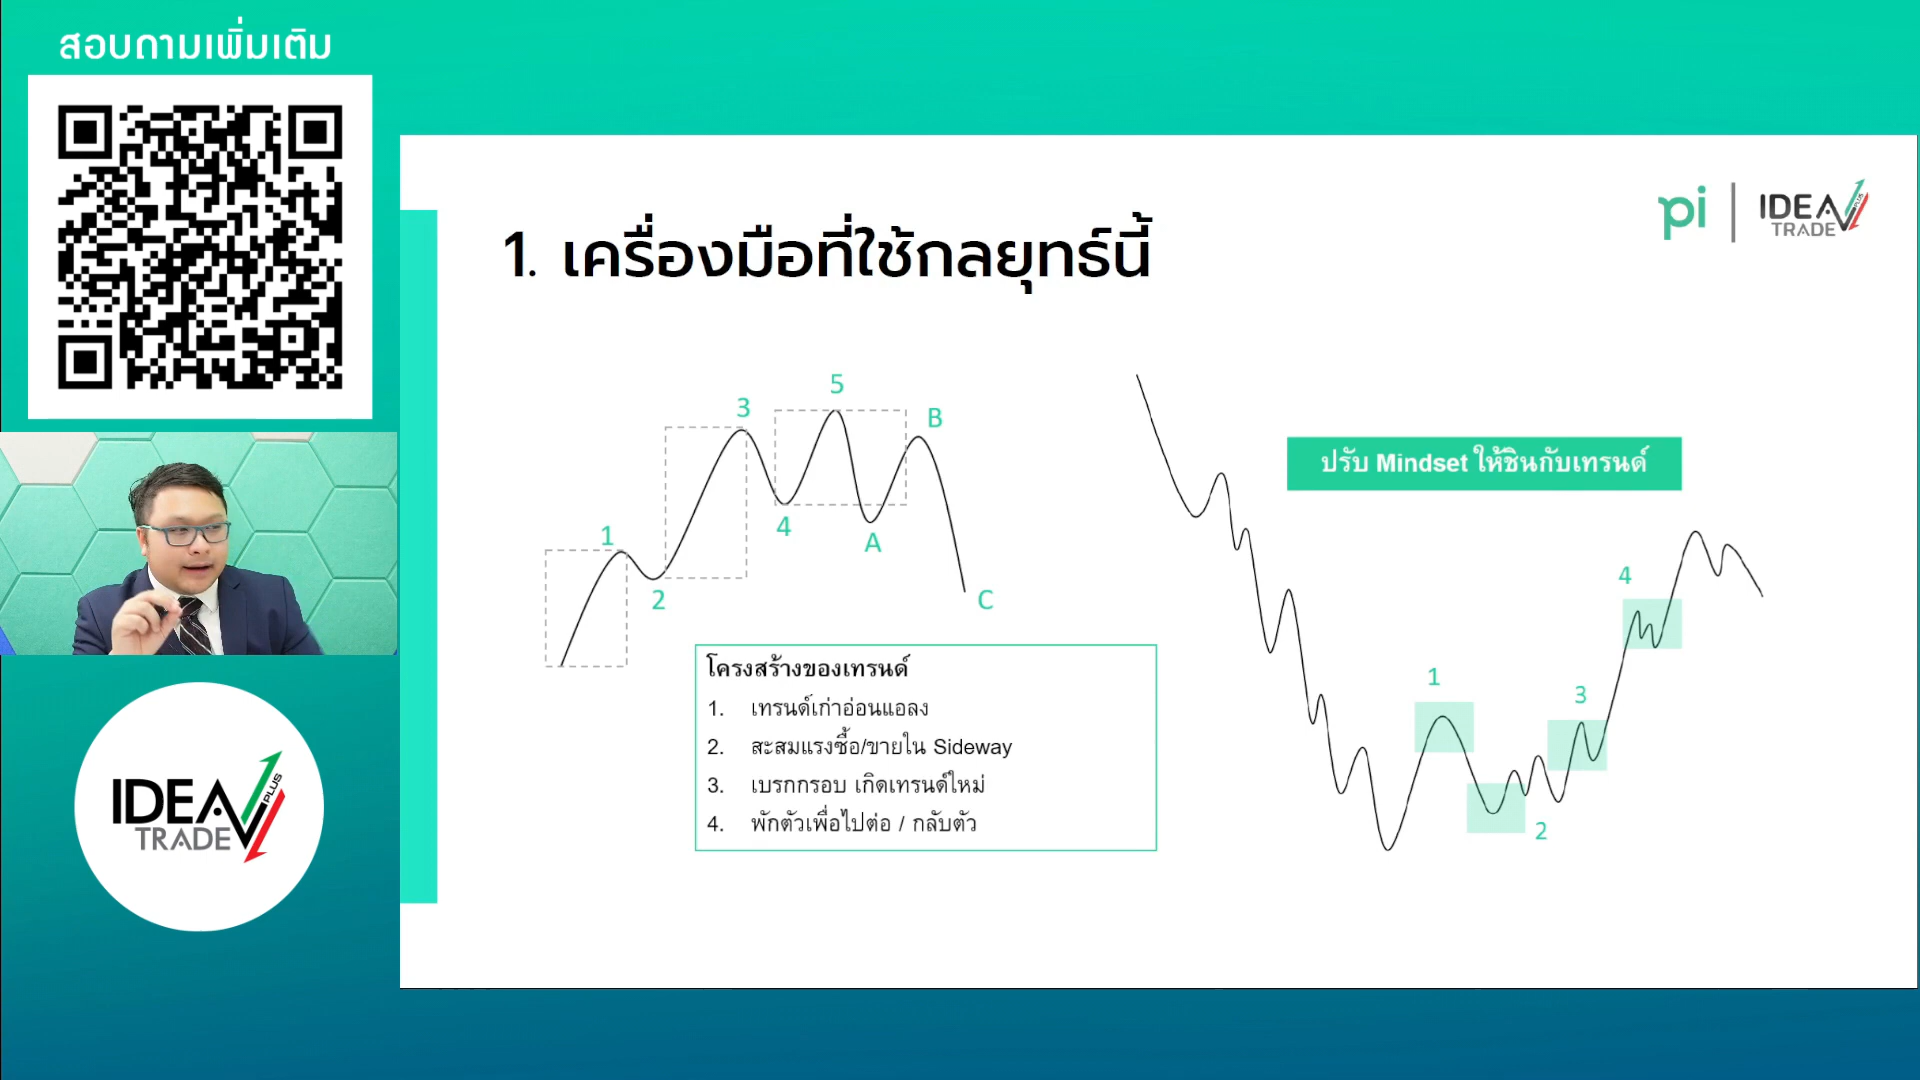 สอบถามเพิ่มเติม
pi
IDEA
TRADE
PLUS
1. เครื่องมือที่ใช้กลยุทธ์นี้
5
3
B
1
4
A
2
C
ปรับ Mindset ให้ชินกับเทรนด์
4
1
3
2
โครงสร้างของเทรนด์
1. เทรนด์เก่าอ่อนแอลง
2. สะสมแรงซื้อ/ขายใน Sideway
3. เบรกกรอบ เกิดเทรนด์ใหม่
4. พักตัวเพื่อไปต่อ / กลับตัว
IDEA
TRADE
PLUS